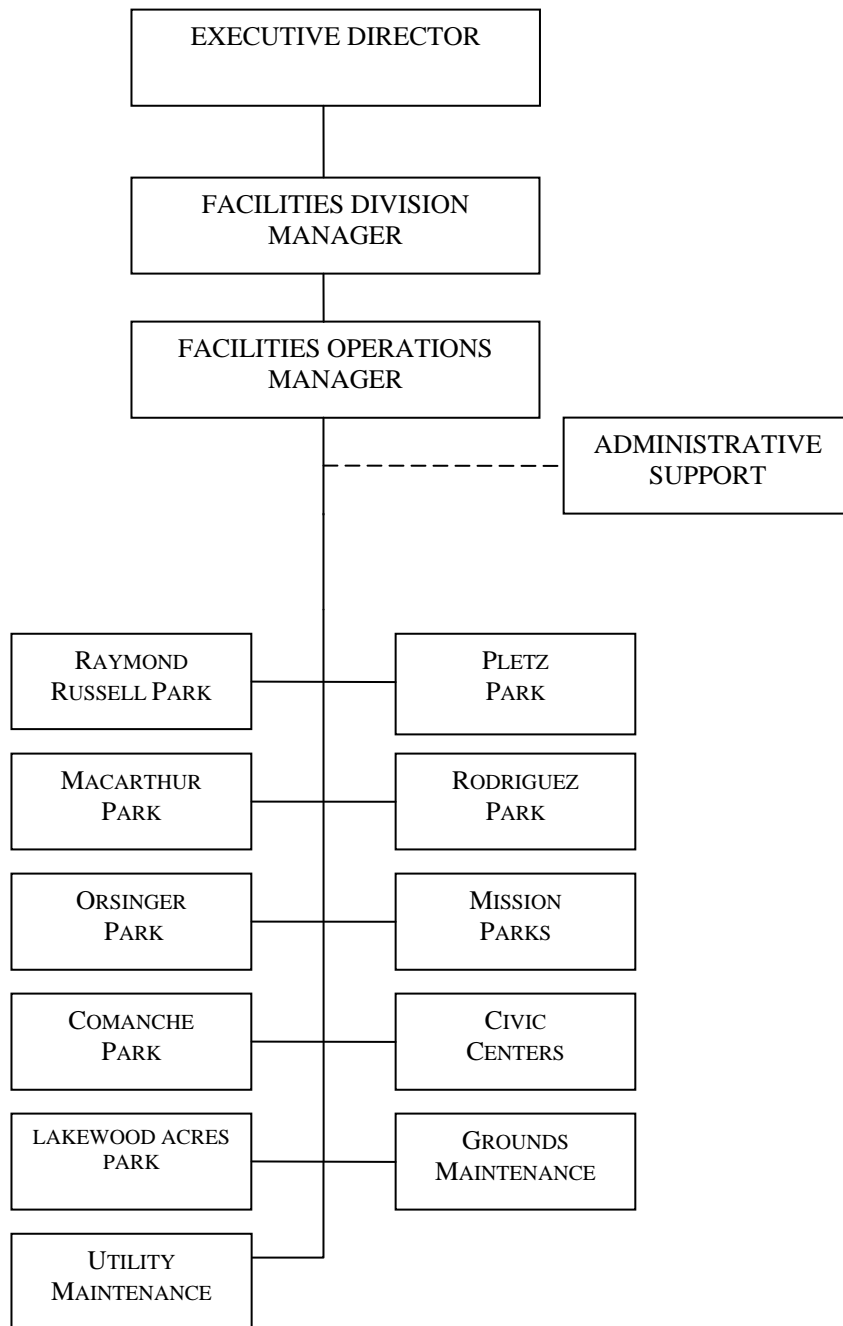 EXECUTIVE DIRECTOR
FACILITIES DIVISION
MANAGER
FACILITIES OPERATIONS
MANAGER
ADMINISTRATIVE
SUPPORT
RAYMOND
RUSSELL PARK
PLETZ
PARK
MACARTHUR
PARK
RODRIGUEZ
PARK
ORSINGER
PARK
MISSION
PARKS
COMANCHE
PARK
CIVIC
CENTERS
LAKEWOOD ACRES
PARK
GROUNDS
MAINTENANCE
UTILITY
MAINTENANCE